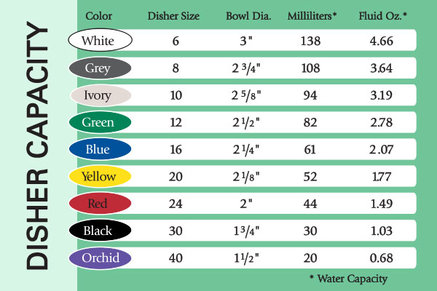 DISHER CAPACITY
Color Disher Size Bowl Dia. Milliliters* Fluid Oz.*
White 6 3" 138 4.66
Grey 8 2 3/4" 108 3.64
Ivory 10 2 5/8" 94 3.19
Green 12 2 1/2" 82 2.78
Blue 16 2 1/4" 61 2.07
Yellow 20 2 1/8" 52 1.77
Red 24 2" 44 1.49
Black 30 1 3/4" 30 1.03
Orchid 40 1 1/2" 20 0.68
* Water Capacity